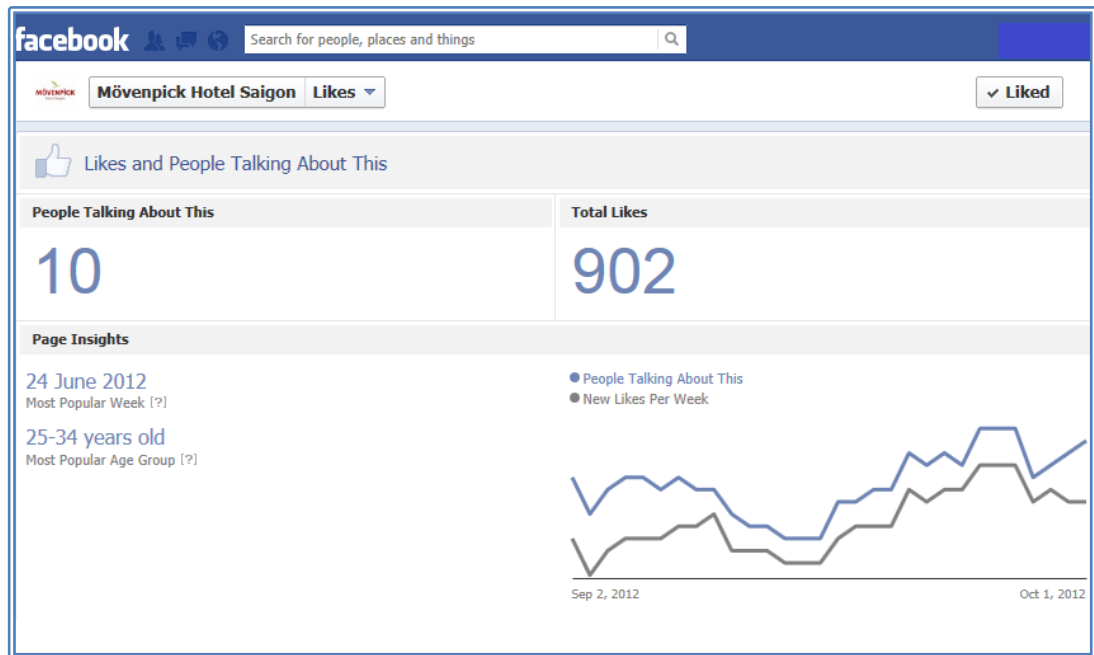 facebook
Search for people, places and things
MÖVENPICK
Mövenpick Hotel Saigon Likes
Liked
Likes and People Talking About This
People Talking About This
10
Total Likes
902
Page Insights
24 June 2012
Most Popular Week [?]
25-34 years old
Most Popular Age Group [?]
People Talking About This
New Likes Per Week
Sep 2, 2012
Oct 1, 2012